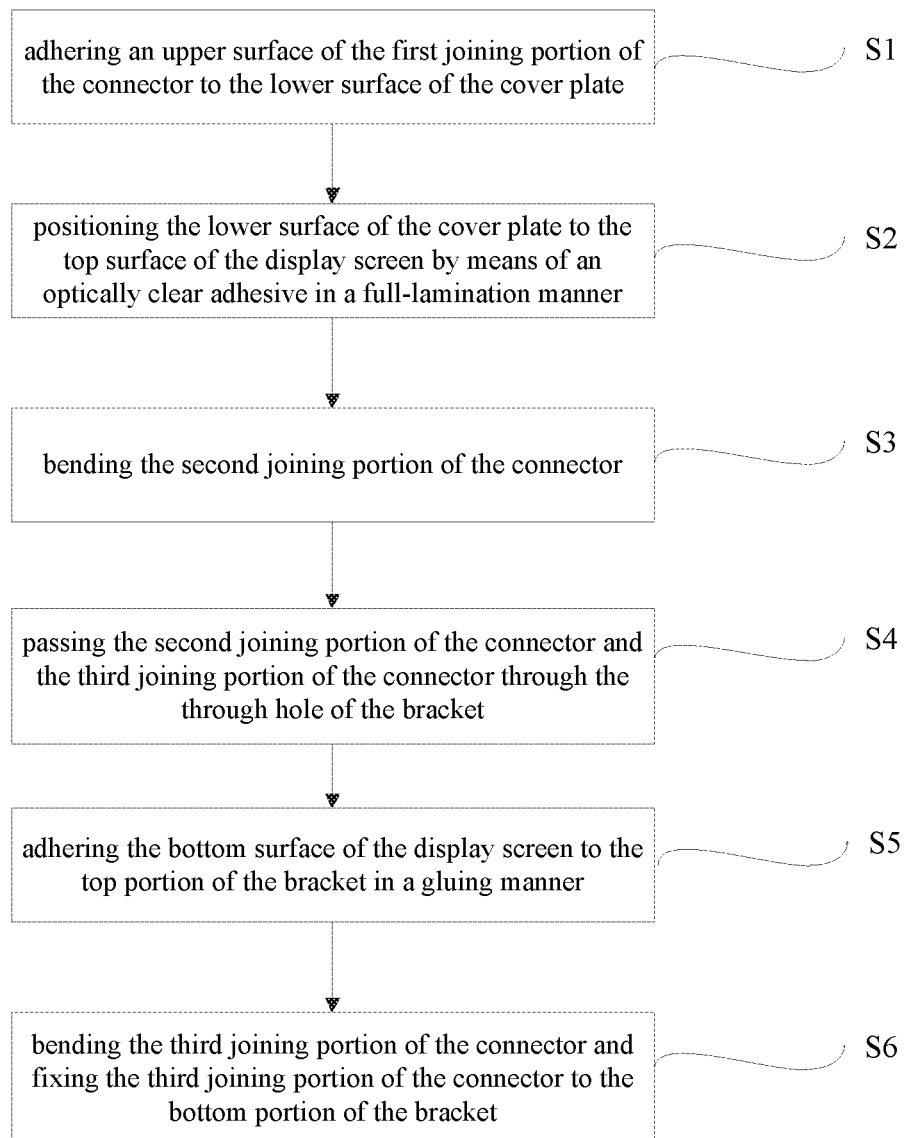 adhering an upper surface of the first joining portion of
the connector to the lower surface of the cover plate
S1
positioning the lower surface of the cover plate to the
top surface of the display screen by means of an
optically clear adhesive in a full-lamination manner
S2
bending the second joining portion of the connector
S3
passing the second joining portion of the connector and
the third joining portion of the connector through the
through hole of the bracket
S4
adhering the bottom surface of the display screen to the
top portion of the bracket in a gluing manner
S5
bending the third joining portion of the connector and
fixing the third joining portion of the connector to the
bottom portion of the bracket
S6